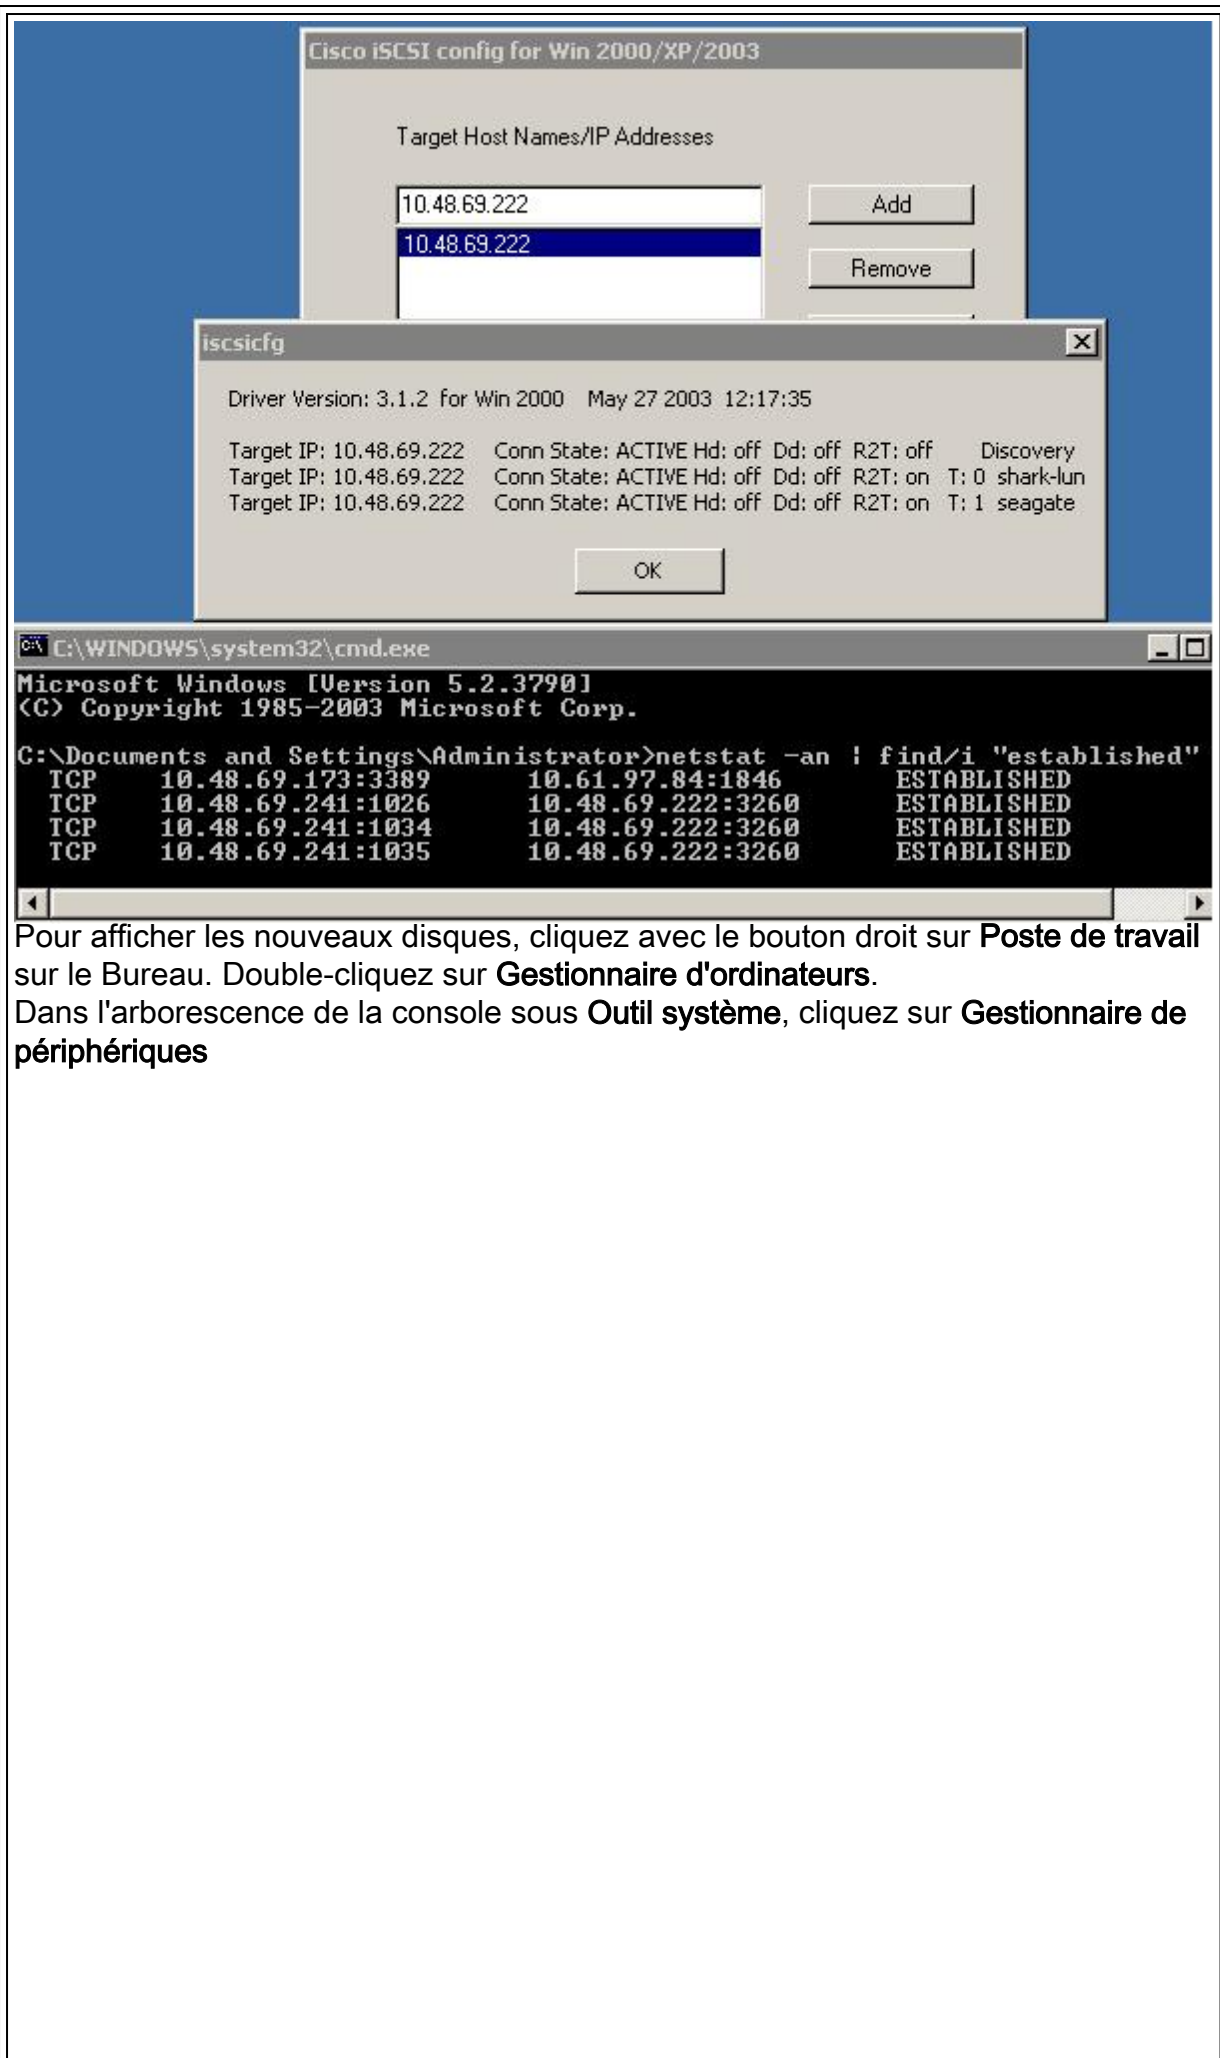 Cisco iSCSI config for Win 2000/XP/2003
Target Host Names/IP Addresses
10.48.69.222
Add
10.48.69.222
Remove
iscsicfg
Driver Version: 3.1.2 for Win 2000 May 27 2003 12:17:35
Target IP: 10.48.69.222 Conn State: ACTIVE Hd: off Dd: off R2T: off Discovery
Target IP: 10.48.69.222 Conn State: ACTIVE Hd: off Dd: off R2T: on T: 0 shark-lun
Target IP: 10.48.69.222 Conn State: ACTIVE Hd: off Dd: off R2T: on T: 1 seagate
OK
C:\WINDOWS\system32\cmd.exe
Microsoft Windows [Version 5.2.3790]
(C) Copyright 1985-2003 Microsoft Corp.
C:\Documents and Settings\Administrator>netstat -an | find/i "established"
TCP 10.48.69.173:3389 10.61.97.84:1846 ESTABLISHED
TCP 10.48.69.241:1026 10.48.69.222:3260 ESTABLISHED
TCP 10.48.69.241:1034 10.48.69.222:3260 ESTABLISHED
TCP 10.48.69.241:1035 10.48.69.222:3260 ESTABLISHED
Pour afficher les nouveaux disques, cliquez avec le bouton droit sur Poste de travail
sur le Bureau. Double-cliquez sur Gestionnaire d'ordinateurs.
Dans l'arborescence de la console sous Outil système, cliquez sur Gestionnaire de
périphériques